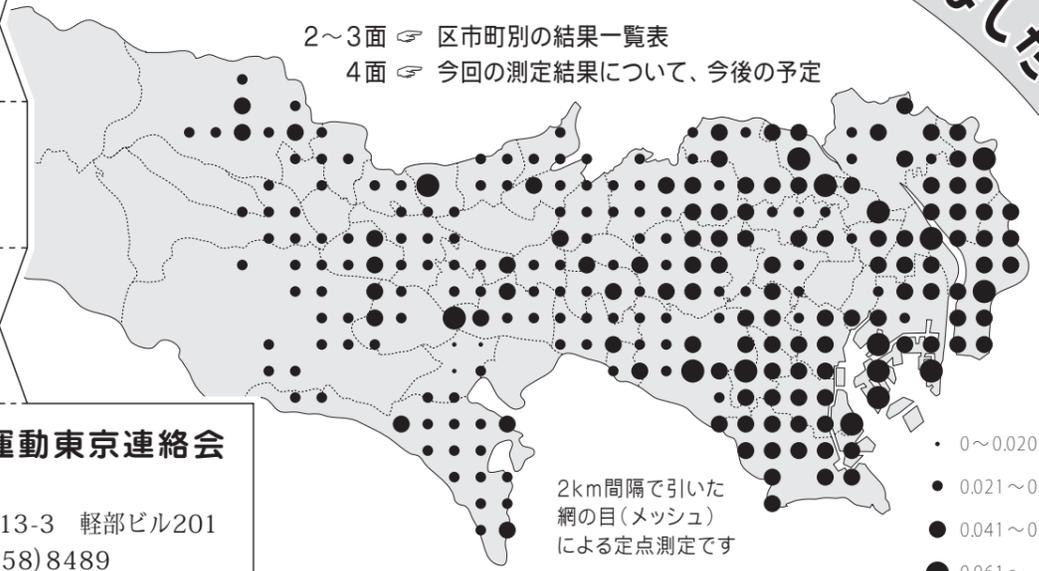 2～3面 ☞ 区市町別の結果一覧表
4面 ☞ 今回の測定結果について、今後の予定
した
運動東京連絡会
13-3　軽部ビル201
58)8489
2km間隔で引いた
網の目(メッシュ)
による定点測定です
0～0.020
0.021～0
0.041～0
0.061～